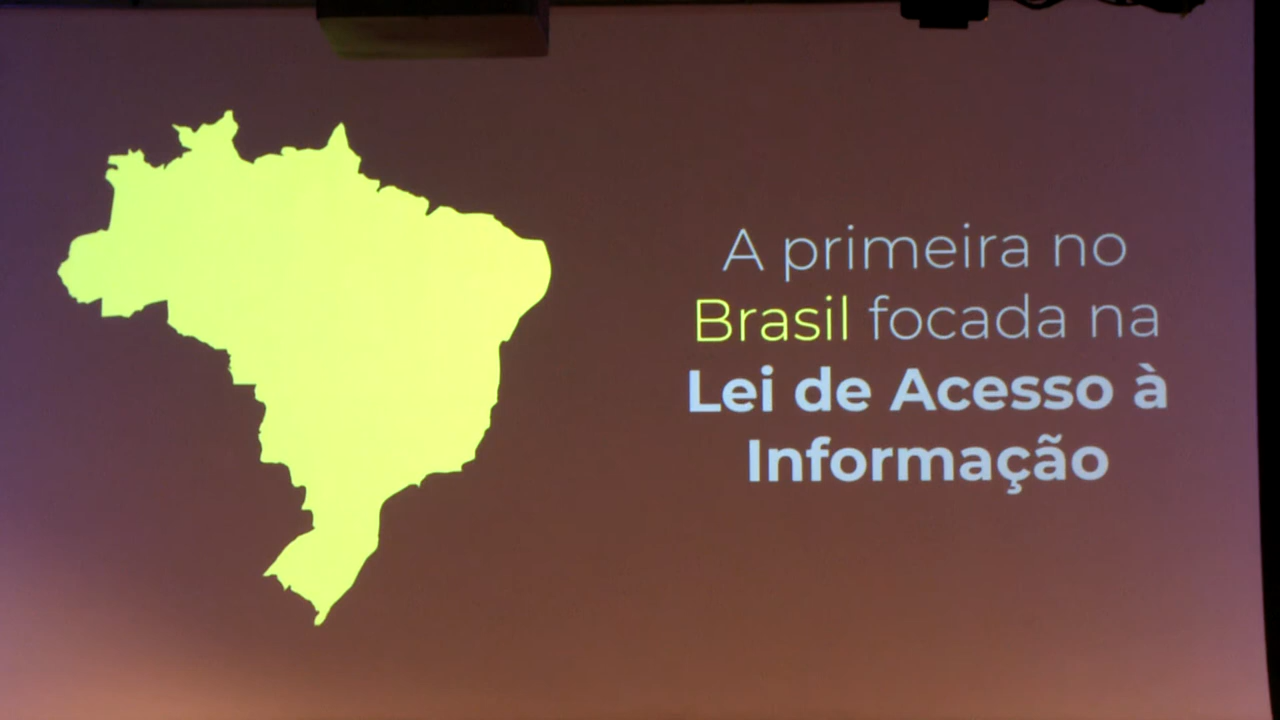 A primeira no
Brasil focada na
Lei de Acesso à
Informação